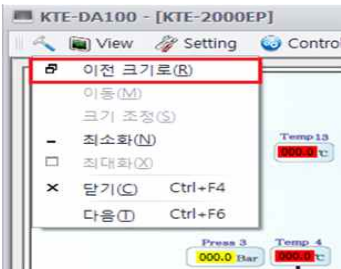 KTE-DA100 - [KTE-2000EP]
View Setting Contro
이전 크기로(R)
이동(M)
크기 조정(S)
최소화(N)
최대화(X)
닫기(C) Ctrl+F4
다음(T) Ctrl+F6
Temp 13
000.0 ℃
Press 3 Temp 4
000.0 Bar 000.0 ℃